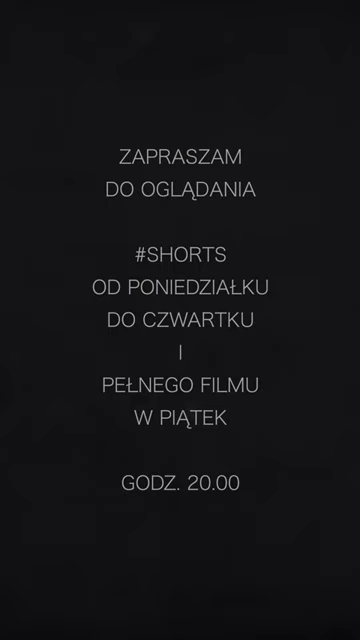 ZAPRASZAM
DO OGLĄDANIA
#SHORTS
OD PONIEDZIAŁKU
DO CZWARTKU
I
PEŁNEGO FILMU
W PIĄTEK
GODZ. 20.00